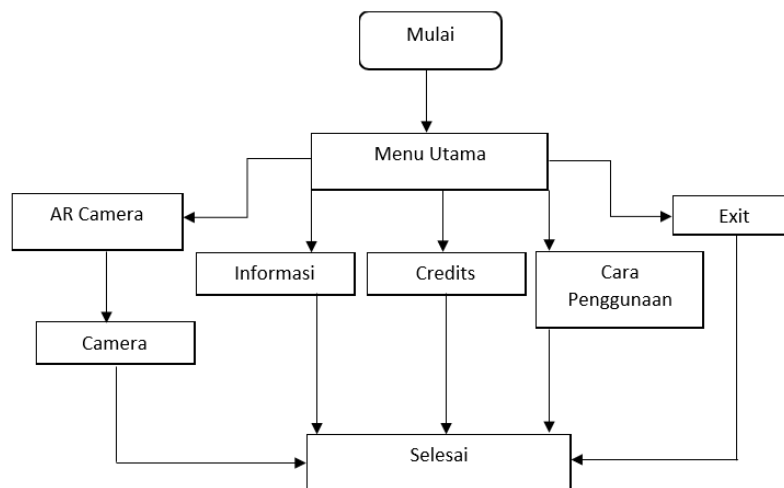 Mulai
Menu Utama
AR Camera
Exit
Informasi
Credits
Cara
Penggunaan
Camera
Selesai